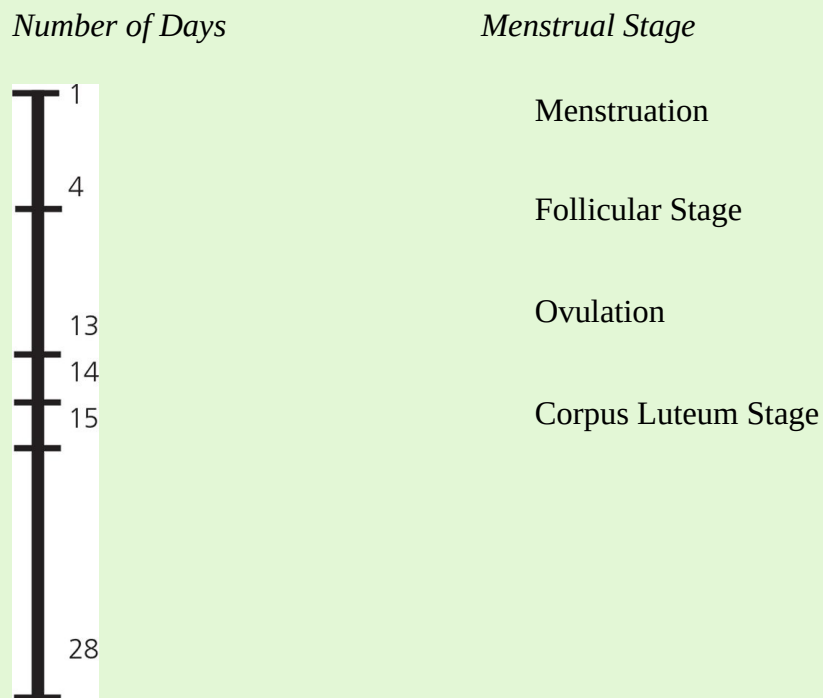 Number of Days Menstrual Stage
1
Menstruation
4
Follicular Stage
Ovulation
13
14
Corpus Luteum Stage
15
28